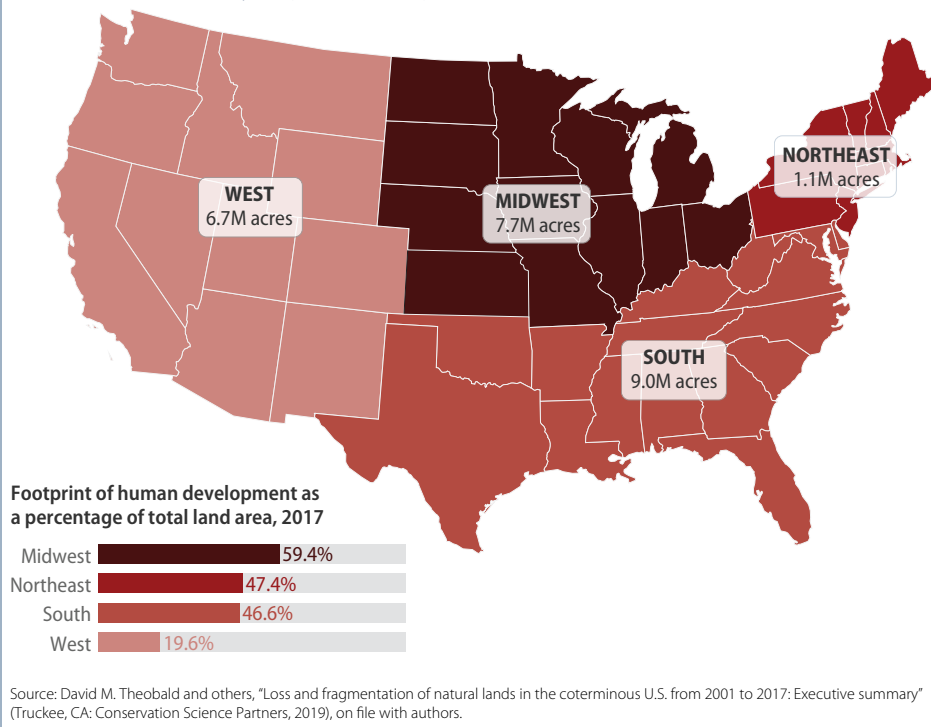 NORTHEAST
1.1M acres
WEST
6.7M acres
MIDWEST
7.7M acres
SOUTH
9.0M acres
Footprint of human development as
a percentage of total land area, 2017
Midwest 59.4%
Northeast 47.4%
South 46.6%
West 19.6%
Source: David M. Theobald and others, “Loss and fragmentation of natural lands in the coterminous U.S. from 2001 to 2017: Executive summary”
(Truckee, CA: Conservation Science Partners, 2019), on file with authors.